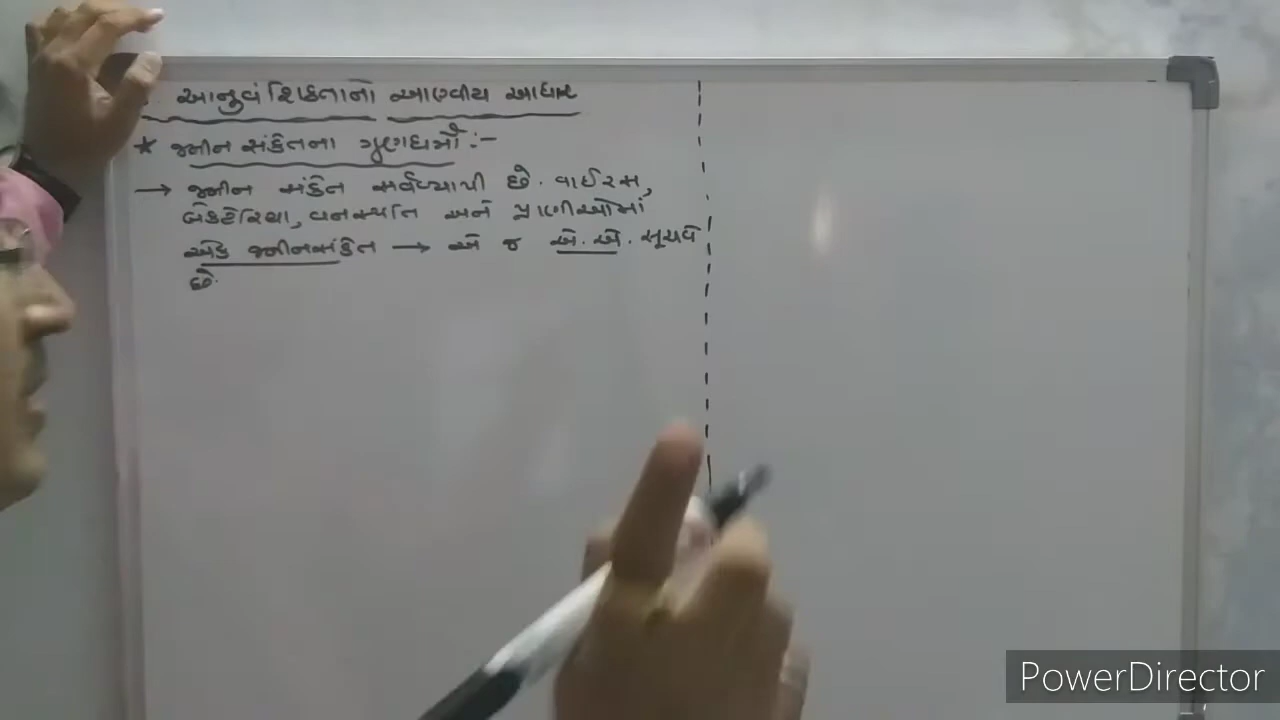 આનુવંશિકતાનો આણ્વીય આધાર
* જનીન સંકેતના ગુણધર્મો :-
→ જનીન સંકેત સર્વવ્યાપી છે. વાઈરસ,
બેક્ટેરિયા, વનસ્પતિ અને પ્રાણીઓમાં
એક જનીનસંકેત → એ જ એ. એ. સૂચવે
છે.
PowerDirector